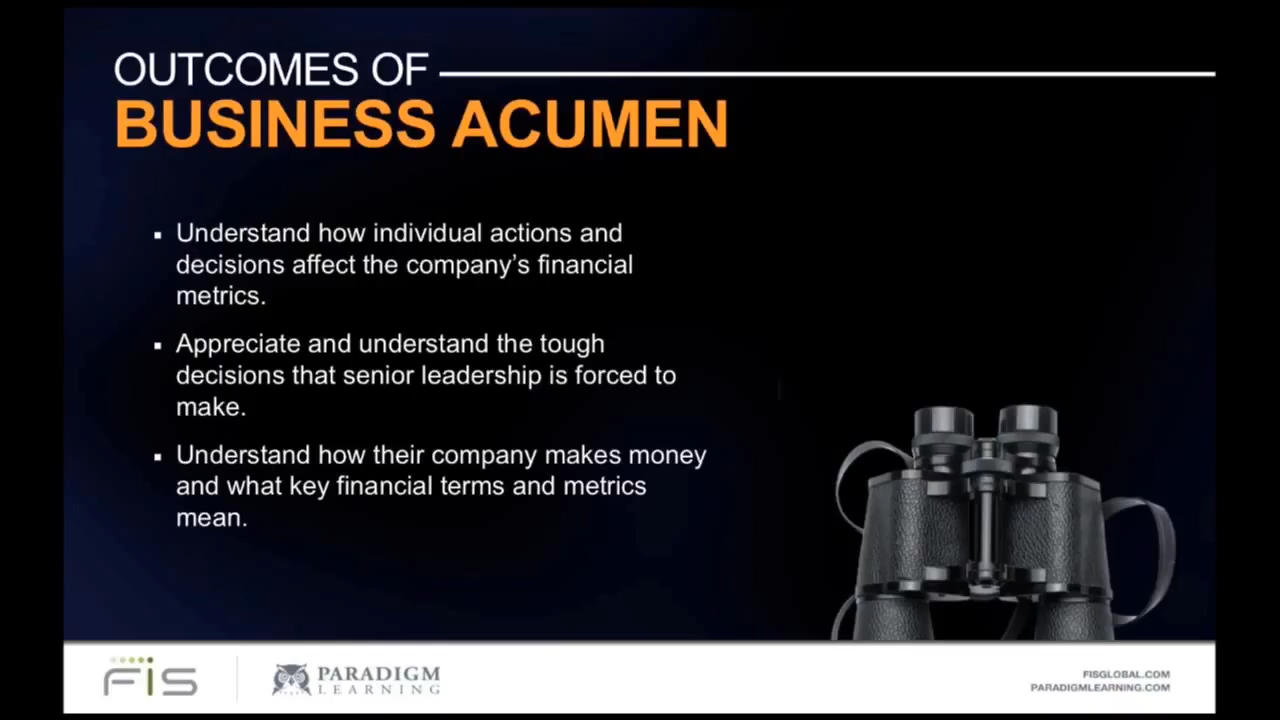 OUTCOMES OF
BUSINESS ACUMEN
▪ Understand how individual actions and
decisions affect the company’s financial
metrics.
▪ Appreciate and understand the tough
decisions that senior leadership is forced to
make.
▪ Understand how their company makes money
and what key financial terms and metrics
mean.
FIS
PARADIGM
LEARNING
FISGLOBAL.COM
PARADIGMLEARNING.COM